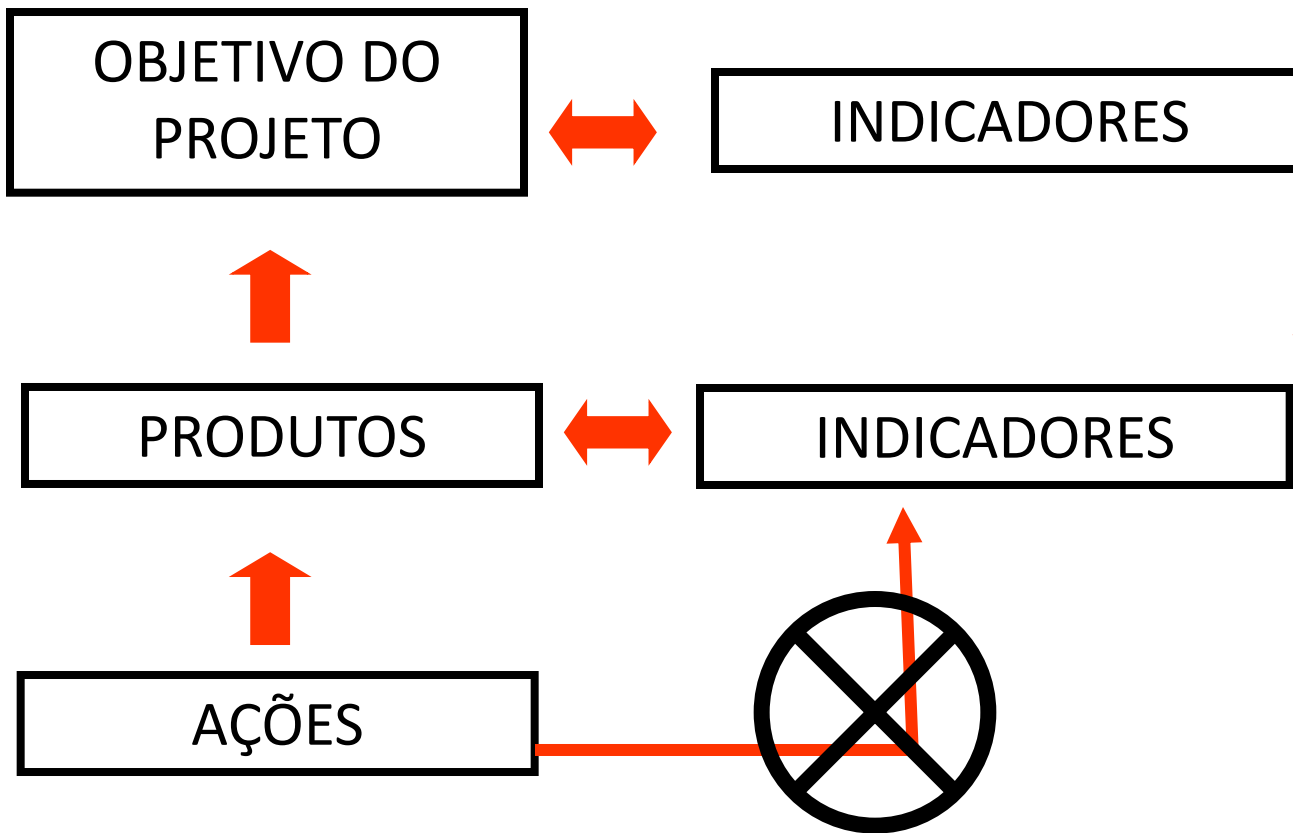 OBJETIVO DO
PROJETO
INDICADORES
PRODUTOS
INDICADORES
AÇÕES